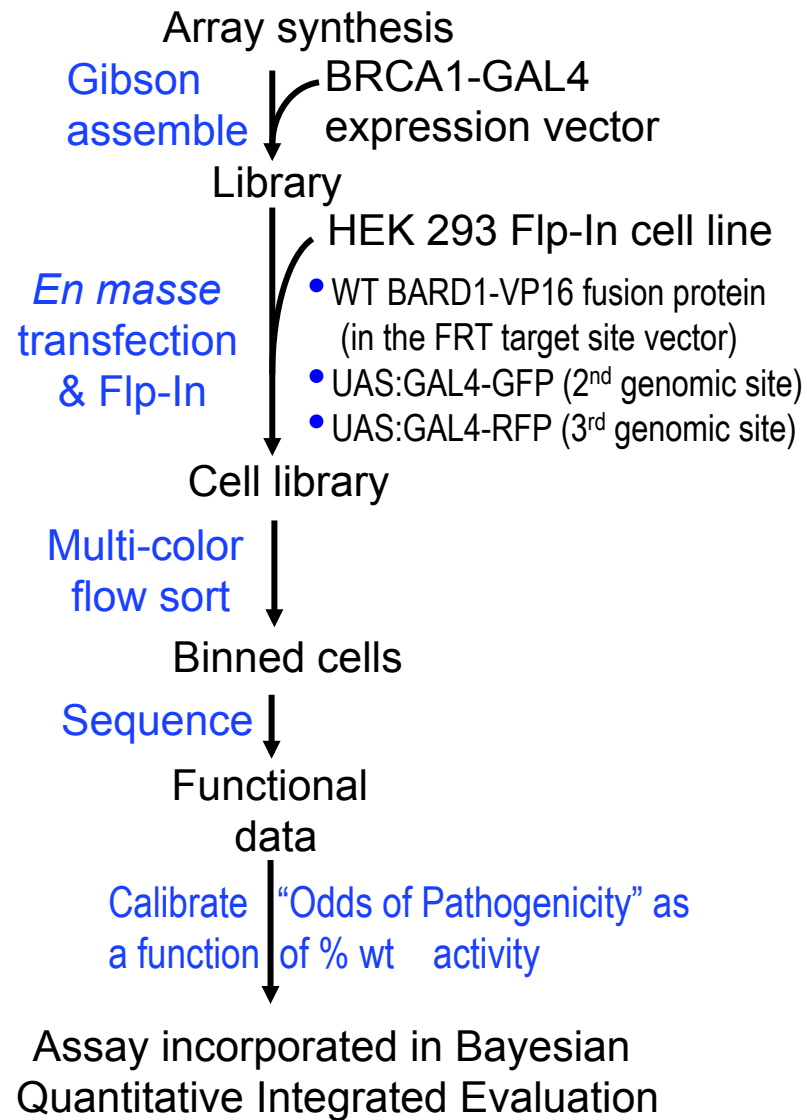 Array synthesis
Gibson
assemble
BRCA1-GAL4
expression vector
Library
HEK 293 Flp-In cell line
En masse
transfection
& Flp-In
• WT BARD1-VP16 fusion protein
(in the FRT target site vector)
• UAS:GAL4-GFP (2nd genomic site)
• UAS:GAL4-RFP (3rd genomic site)
Cell library
Multi-color
flow sort
Binned cells
Sequence
Functional
data
Calibrate “Odds of Pathogenicity” as
a function of % wt activity
Assay incorporated in Bayesian
Quantitative Integrated Evaluation